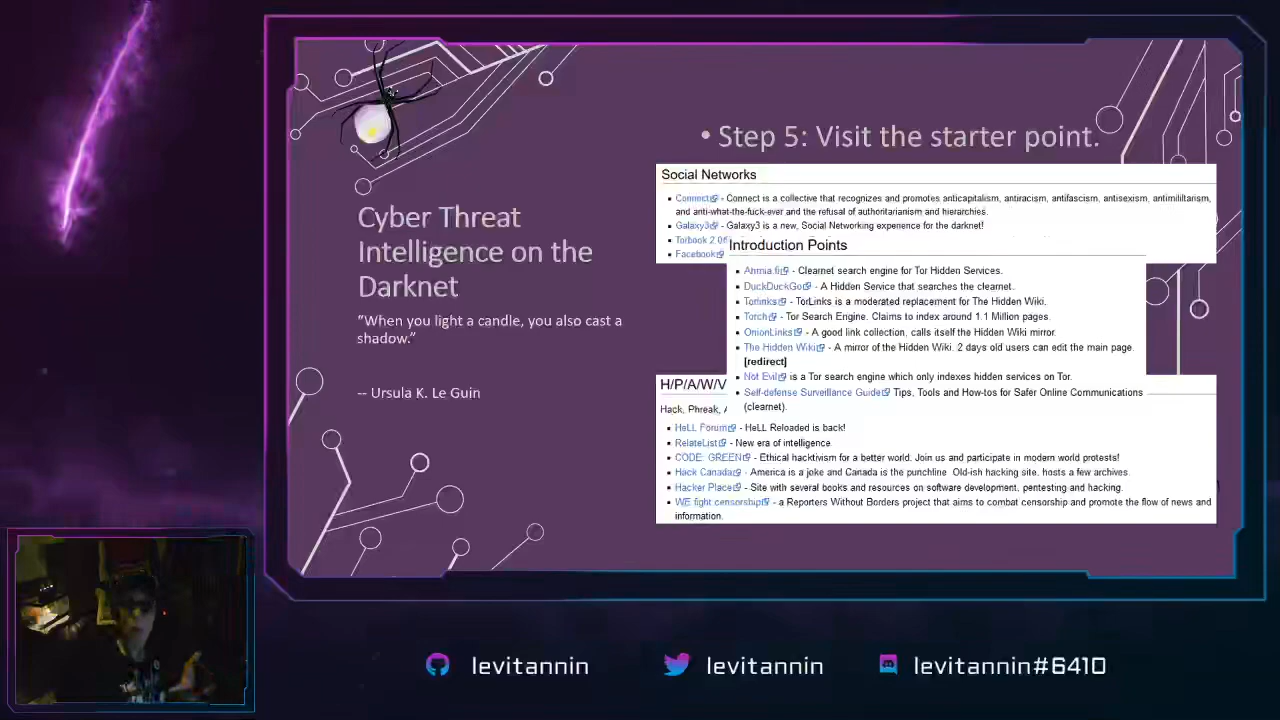 • Step 5: Visit the starter point.
Cyber Threat
Intelligence on the
Darknet
"When you light a candle, you also cast a
shadow."
-- Ursula K. Le Guin
Social Networks
Connect - Connect is a collective that recognizes and promotes anticapitalism, antiracism, antifascism, antisexism, antimililtarism,
and anti-what-the-fuck-ever and the refusal of authoritarianism and hierarchies.
Galaxy3 - Galaxy3 is a new, Social Networking experience for the darknet!
Torbook 2.0
Facebook
Introduction Points
Ahmia.fi - Clearnet search engine for Tor Hidden Services.
DuckDuckGo - A Hidden Service that searches the clearnet.
Torlinks - TorLinks is a moderated replacement for The Hidden Wiki.
Torch - Tor Search Engine. Claims to index around 1.1 Million pages.
OnionLinks - A good link collection, calls itself the Hidden Wiki mirror.
The Hidden Wiki - A mirror of the Hidden Wiki. 2 days old users can edit the main page.
[redirect]
Not Evil is a Tor search engine which only indexes hidden services on Tor.
Self-defense Surveillance Guide Tips, Tools and How-tos for Safer Online Communications
(clearnet).
H/P/A/W/V
Hack, Phreak,
HeLL Forum - HeLL Reloaded is back!
RelateList - New era of intelligence.
CODE: GREEN - Ethical hacktivism for a better world. Join us and participate in modern world protests!
Hack Canada - America is a joke and Canada is the punchline. Old-ish hacking site, hosts a few archives.
Hacker Place - Site with several books and resources on software development, pentesting and hacking.
WE fight censorship - a Reporters Without Borders project that aims to combat censorship and promote the flow of news and
information.
levitannin
levitannin
levitannin#6410